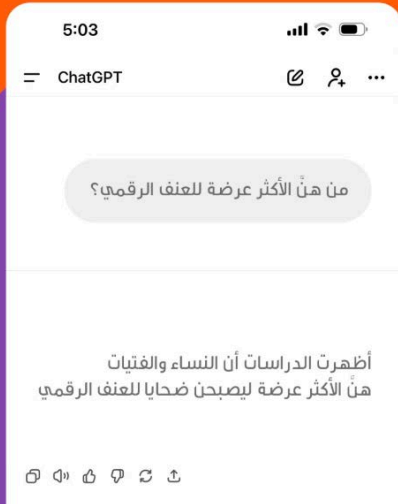 5:03
ChatGPT
من هنَّ الأكثر عرضة للعنف الرقمي؟
أظهرت الدراسات أن النساء والفتيات
هنَّ الأكثر عرضة ليصبحن ضحايا للعنف الرقمي